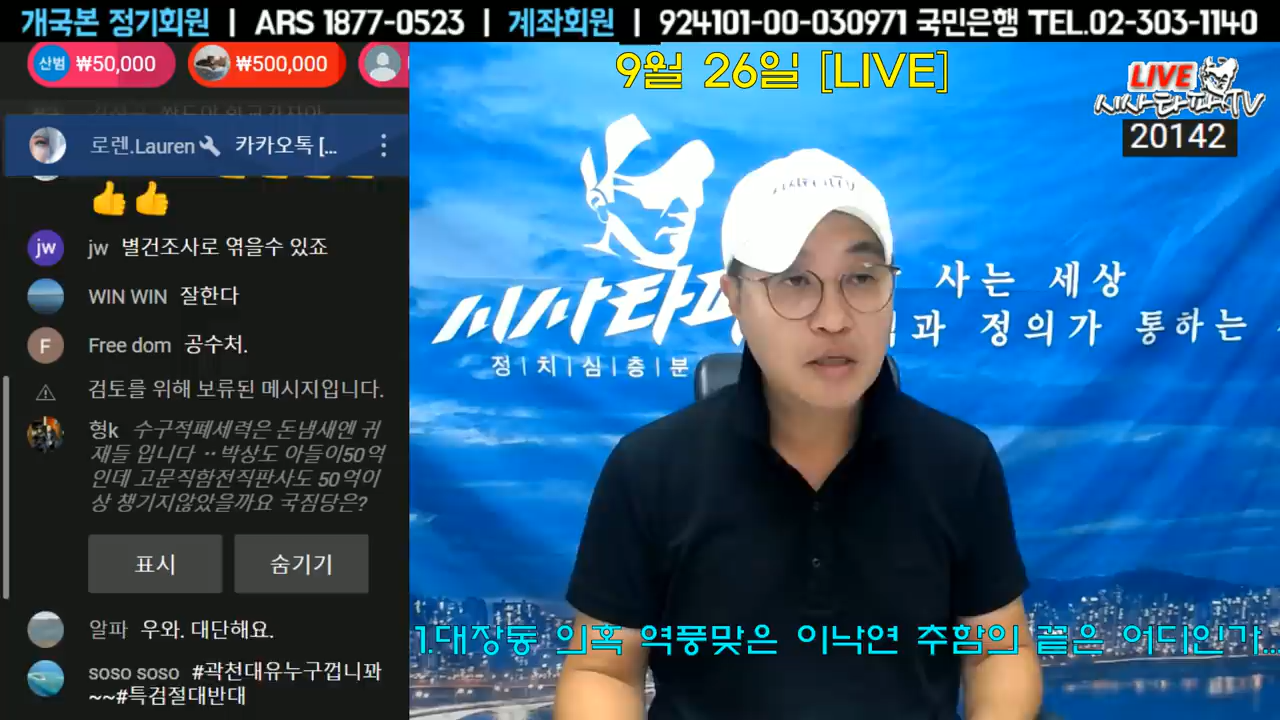 개국본 정기회원 | ARS 1877-0523 | 계좌회원 | 924101-00-030971 국민은행 TEL.02-303-1140
산범 ₩50,000
₩500,000
9월 26일 [LIVE]
LIVE
시사타파TV
20142
로렌.Lauren 카카오톡 […
jw jw 별건조사로 엮을수 있죠
WIN WIN 잘한다
F Free dom 공수처.
검토를 위해 보류된 메시지입니다.
형k 수구적폐세력은 돈냄새엔 귀
재들 입니다 ··박상도 아들이50억
인데 고문직함전직판사도 50억이
상 챙기지않았을까요 국짐당은?
표시 숨기기
알파 우와. 대단해요.
soso soso #곽천대유누구껍니꽈
~~#특검절대반대
시사타파TV
시사타파
정|치|심|층|분
사는 세상
과 정의가 통하는
1.대장동 의혹 역풍맞은 이낙연 추함의 끝은 어디인가...